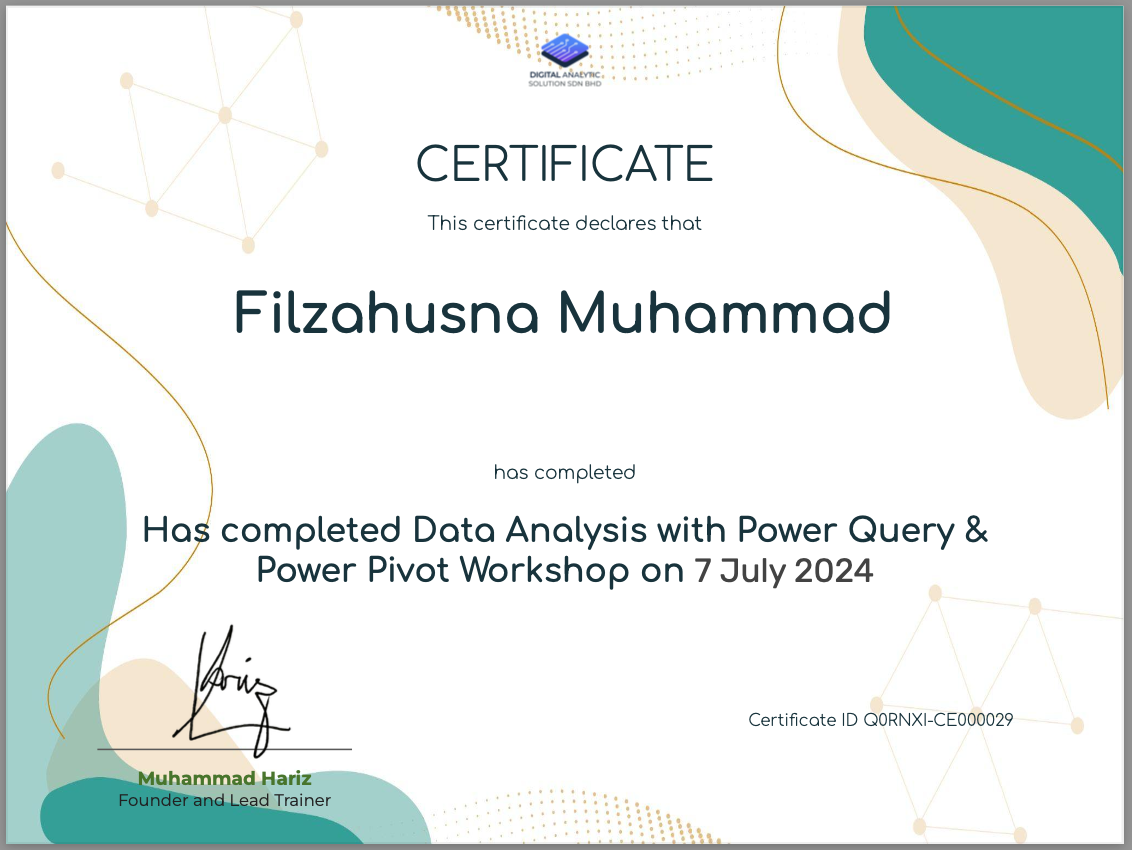 DIGITAL ANALYTIC
SOLUTION SDN BHD
CERTIFICATE
This certificate declares that
Filzahusna Muhammad
has completed
Has completed Data Analysis with Power Query &
Power Pivot Workshop on 7 July 2024
Hariz
Certificate ID Q0RNXI-CE000029
Muhammad Hariz
Founder and Lead Trainer